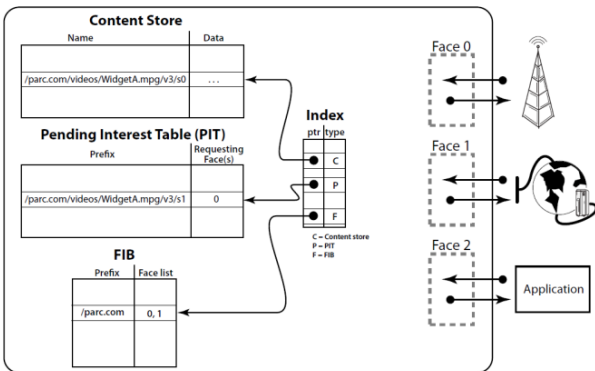 Content Store
Name Data
/parc.com/videos/WidgetA.mpg/v3/s0 ...
Pending Interest Table (PIT)
Prefix Requesting
Face(s)
/parc.com/videos/WidgetA.mpg/v3/s1 0
FIB
Prefix Face list
/parc.com 0, 1
Index
ptr type
C
P
F
C – Content store
P – PIT
F – FIB
Face 0
Face 1
Face 2
Application